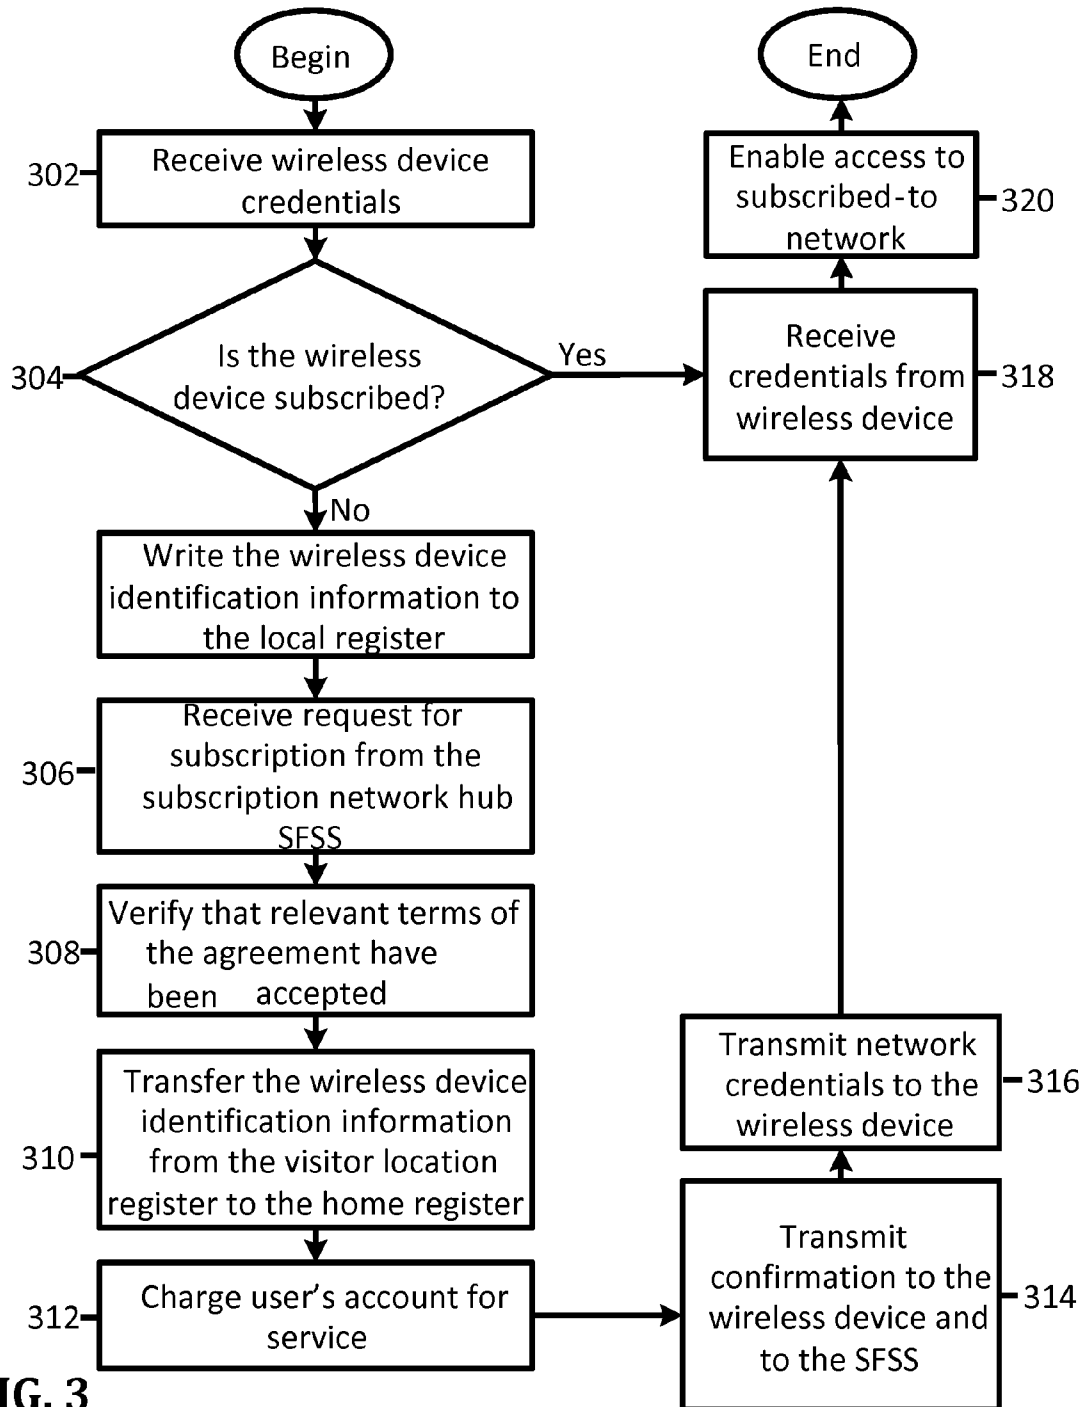 Begin
302
Receive wireless device
credentials
304
Is the wireless
device subscribed?
Yes
No
Write the wireless device
identification information to
the local register
306
Receive request for
subscription from the
subscription network hub
SFSS
308
Verify that relevant terms of
the agreement have
been accepted
310
Transfer the wireless device
identification information
from the visitor location
register to the home register
312
Charge user's account for
service
Transmit
confirmation to the
wireless device and
to the SFSS
314
Transmit network
credentials to the
wireless device
316
Receive
credentials from
wireless device
318
Enable access to
subscribed-to
network
320
End
IG. 3